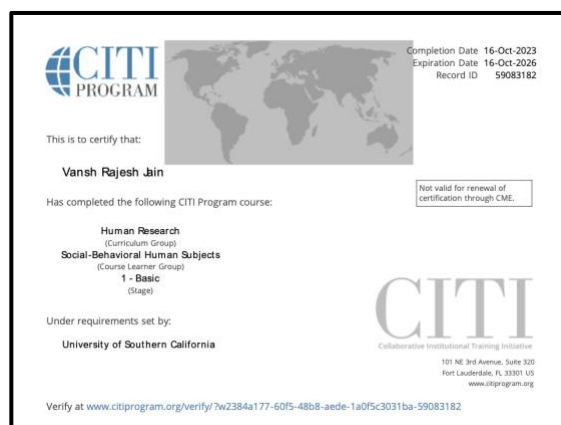 CITI
PROGRAM
Completion Date 16-Oct-2023
Expiration Date 16-Oct-2026
Record ID 59083182
This is to certify that:
Vansh Rajesh Jain
Not valid for renewal of
certification through CME.
Has completed the following CITI Program course:
Human Research
(Curriculum Group)
Social-Behavioral Human Subjects
(Course Learner Group)
1 - Basic
(Stage)
Under requirements set by:
University of Southern California
CITI
Collaborative Institutional Training Initiative
101 NE 3rd Avenue, Suite 320
Fort Lauderdale, FL 33301 US
www.citiprogram.org
Verify at www.citiprogram.org/verify/?w2384a177-60f5-48b8-aede-1a0f5c3031ba-59083182